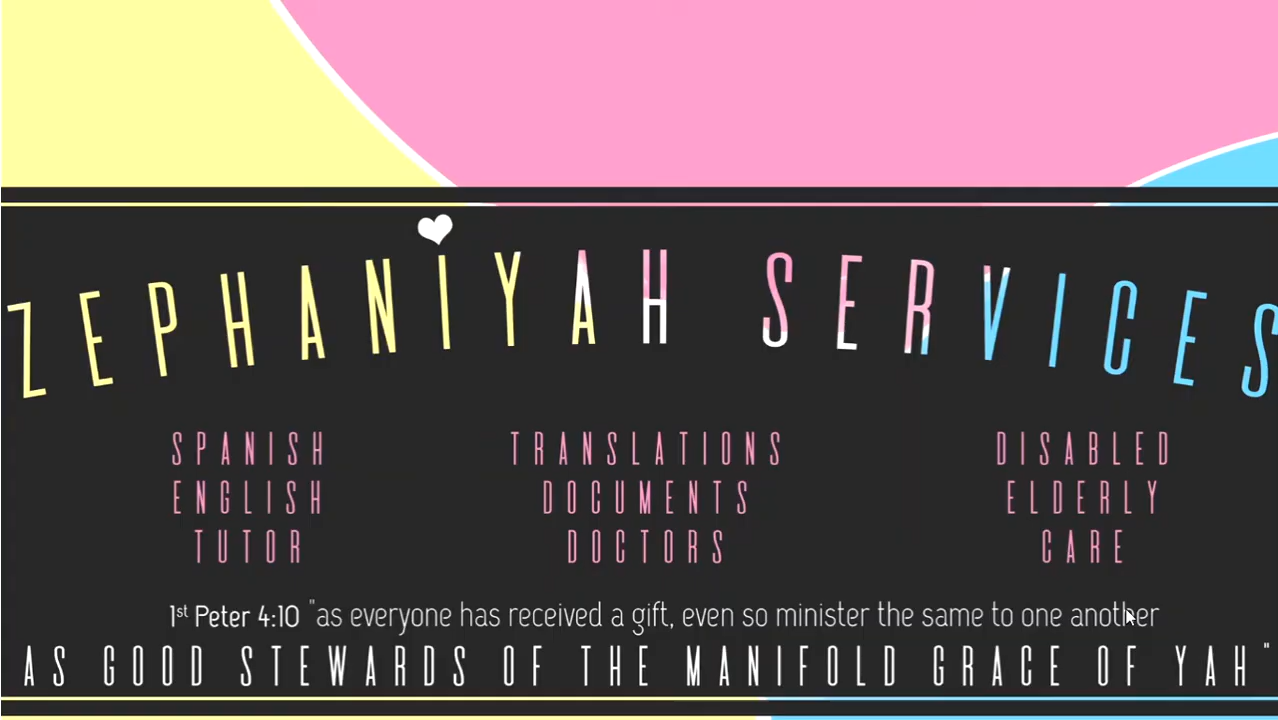 ZEPHANIYAH SERVICES
SPANISH
ENGLISH
TUTOR
TRANSLATIONS
DOCUMENTS
DOCTORS
DISABLED
ELDERLY
CARE
1st Peter 4:10 "as everyone has received a gift, even so minister the same to one another
AS GOOD STEWARDS OF THE MANIFOLD GRACE OF YAH"